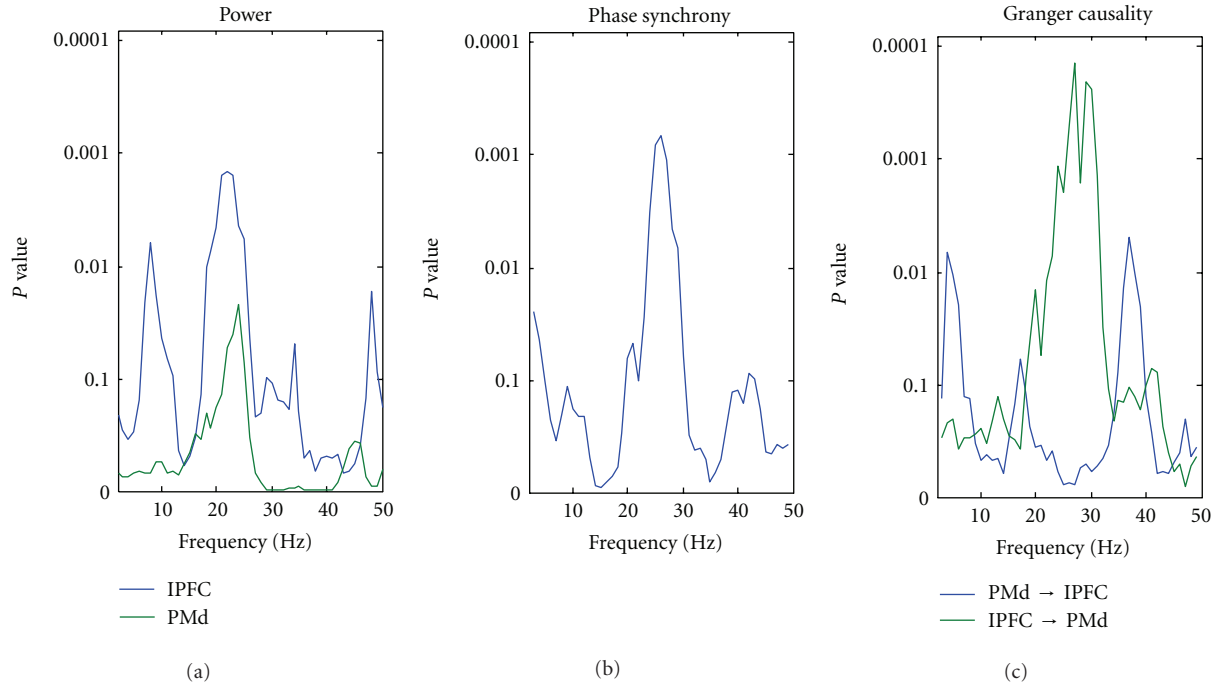 Power
0.0001
0.001
0.01
0.1
0
P value
10 20 30 40 50
Frequency (Hz)
IPFC
PMd
(a)
Phase synchrony
0.0001
0.001
0.01
0.1
0
P value
10 20 30 40 50
Frequency (Hz)
(b)
Granger causality
0.0001
0.001
0.01
0.1
0
P value
10 20 30 40 50
Frequency (Hz)
PMd → IPFC
IPFC → PMd
(c)